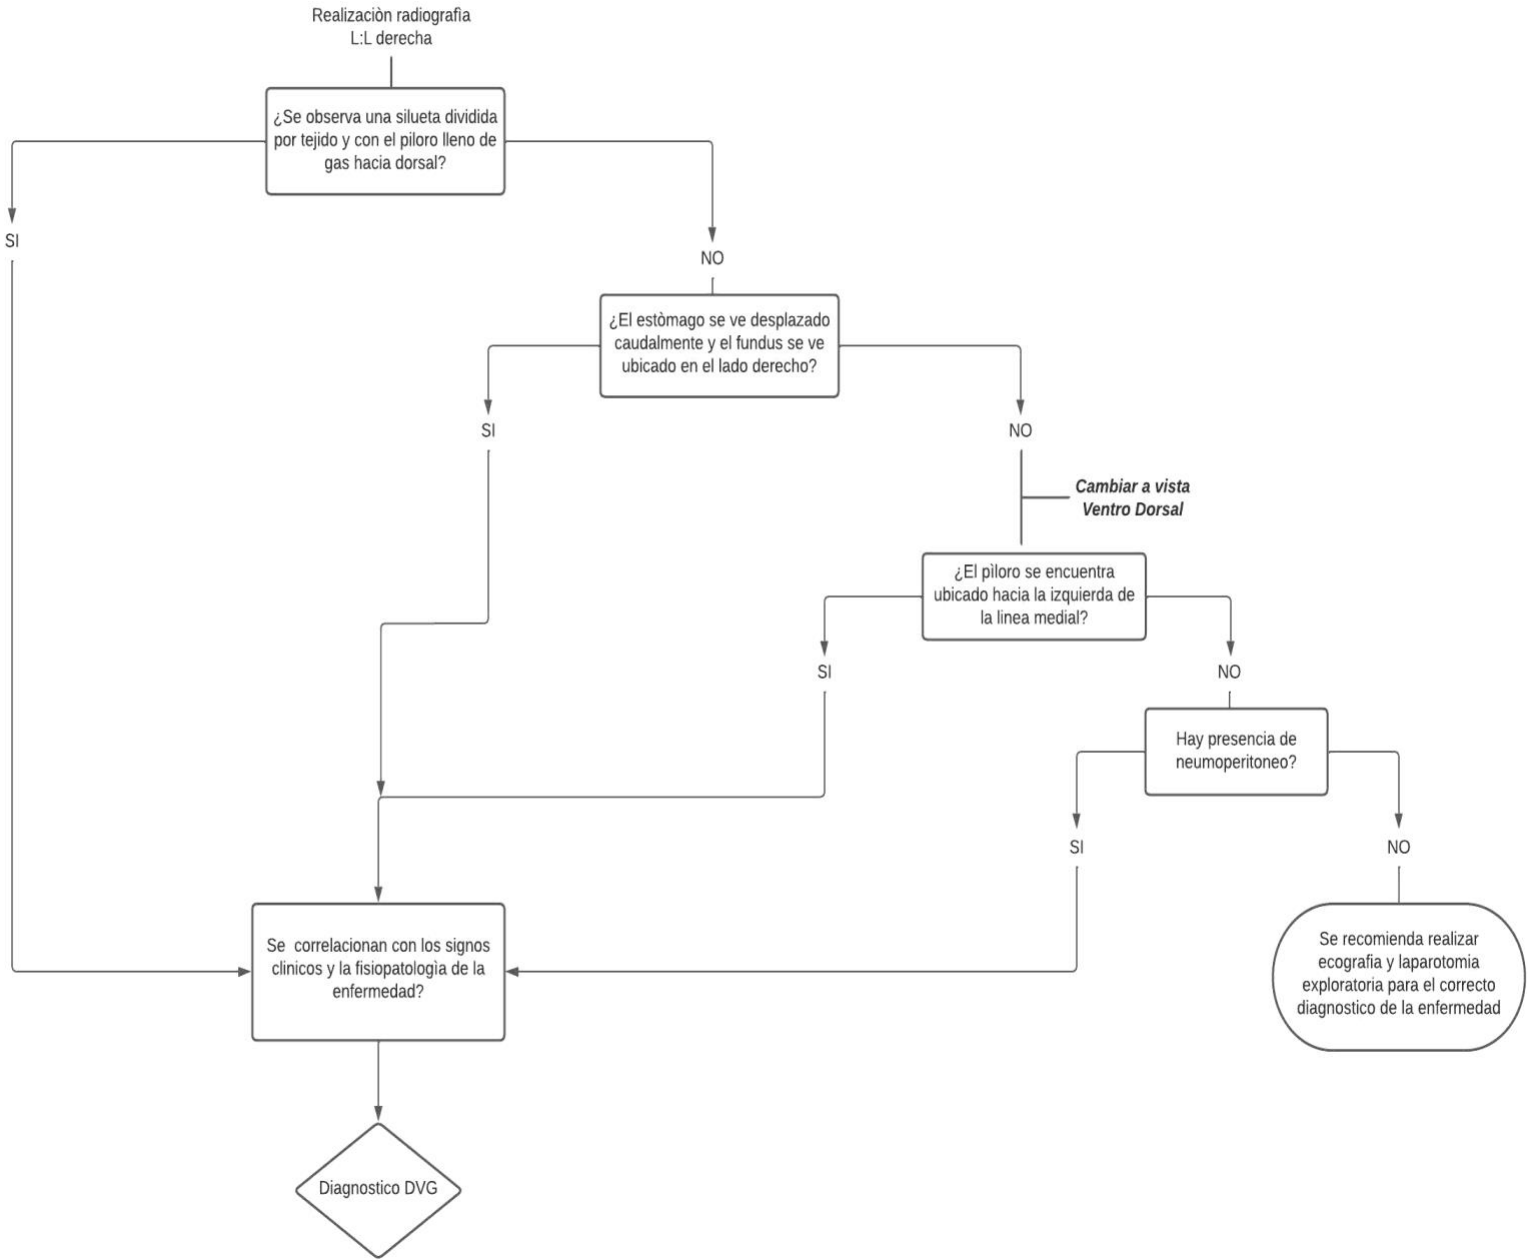 Realizaciòn radiografìa
L:L derecha
¿Se observa una silueta dividida
por tejido y con el piloro lleno de
gas hacia dorsal?
SI
NO
¿El estòmago se ve desplazado
caudalmente y el fundus se ve
ubicado en el lado derecho?
SI
NO
Cambiar a vista
Ventro Dorsal
¿El pìloro se encuentra
ubicado hacia la izquierda de
la linea medial?
SI
NO
Hay presencia de
neumoperitoneo?
SI
NO
Se correlacionan con los signos
clinicos y la fisiopatologìa de la
enfermedad?
Se recomienda realizar
ecografia y laparotomia
exploratoria para el correcto
diagnostico de la enfermedad
Diagnostico DVG